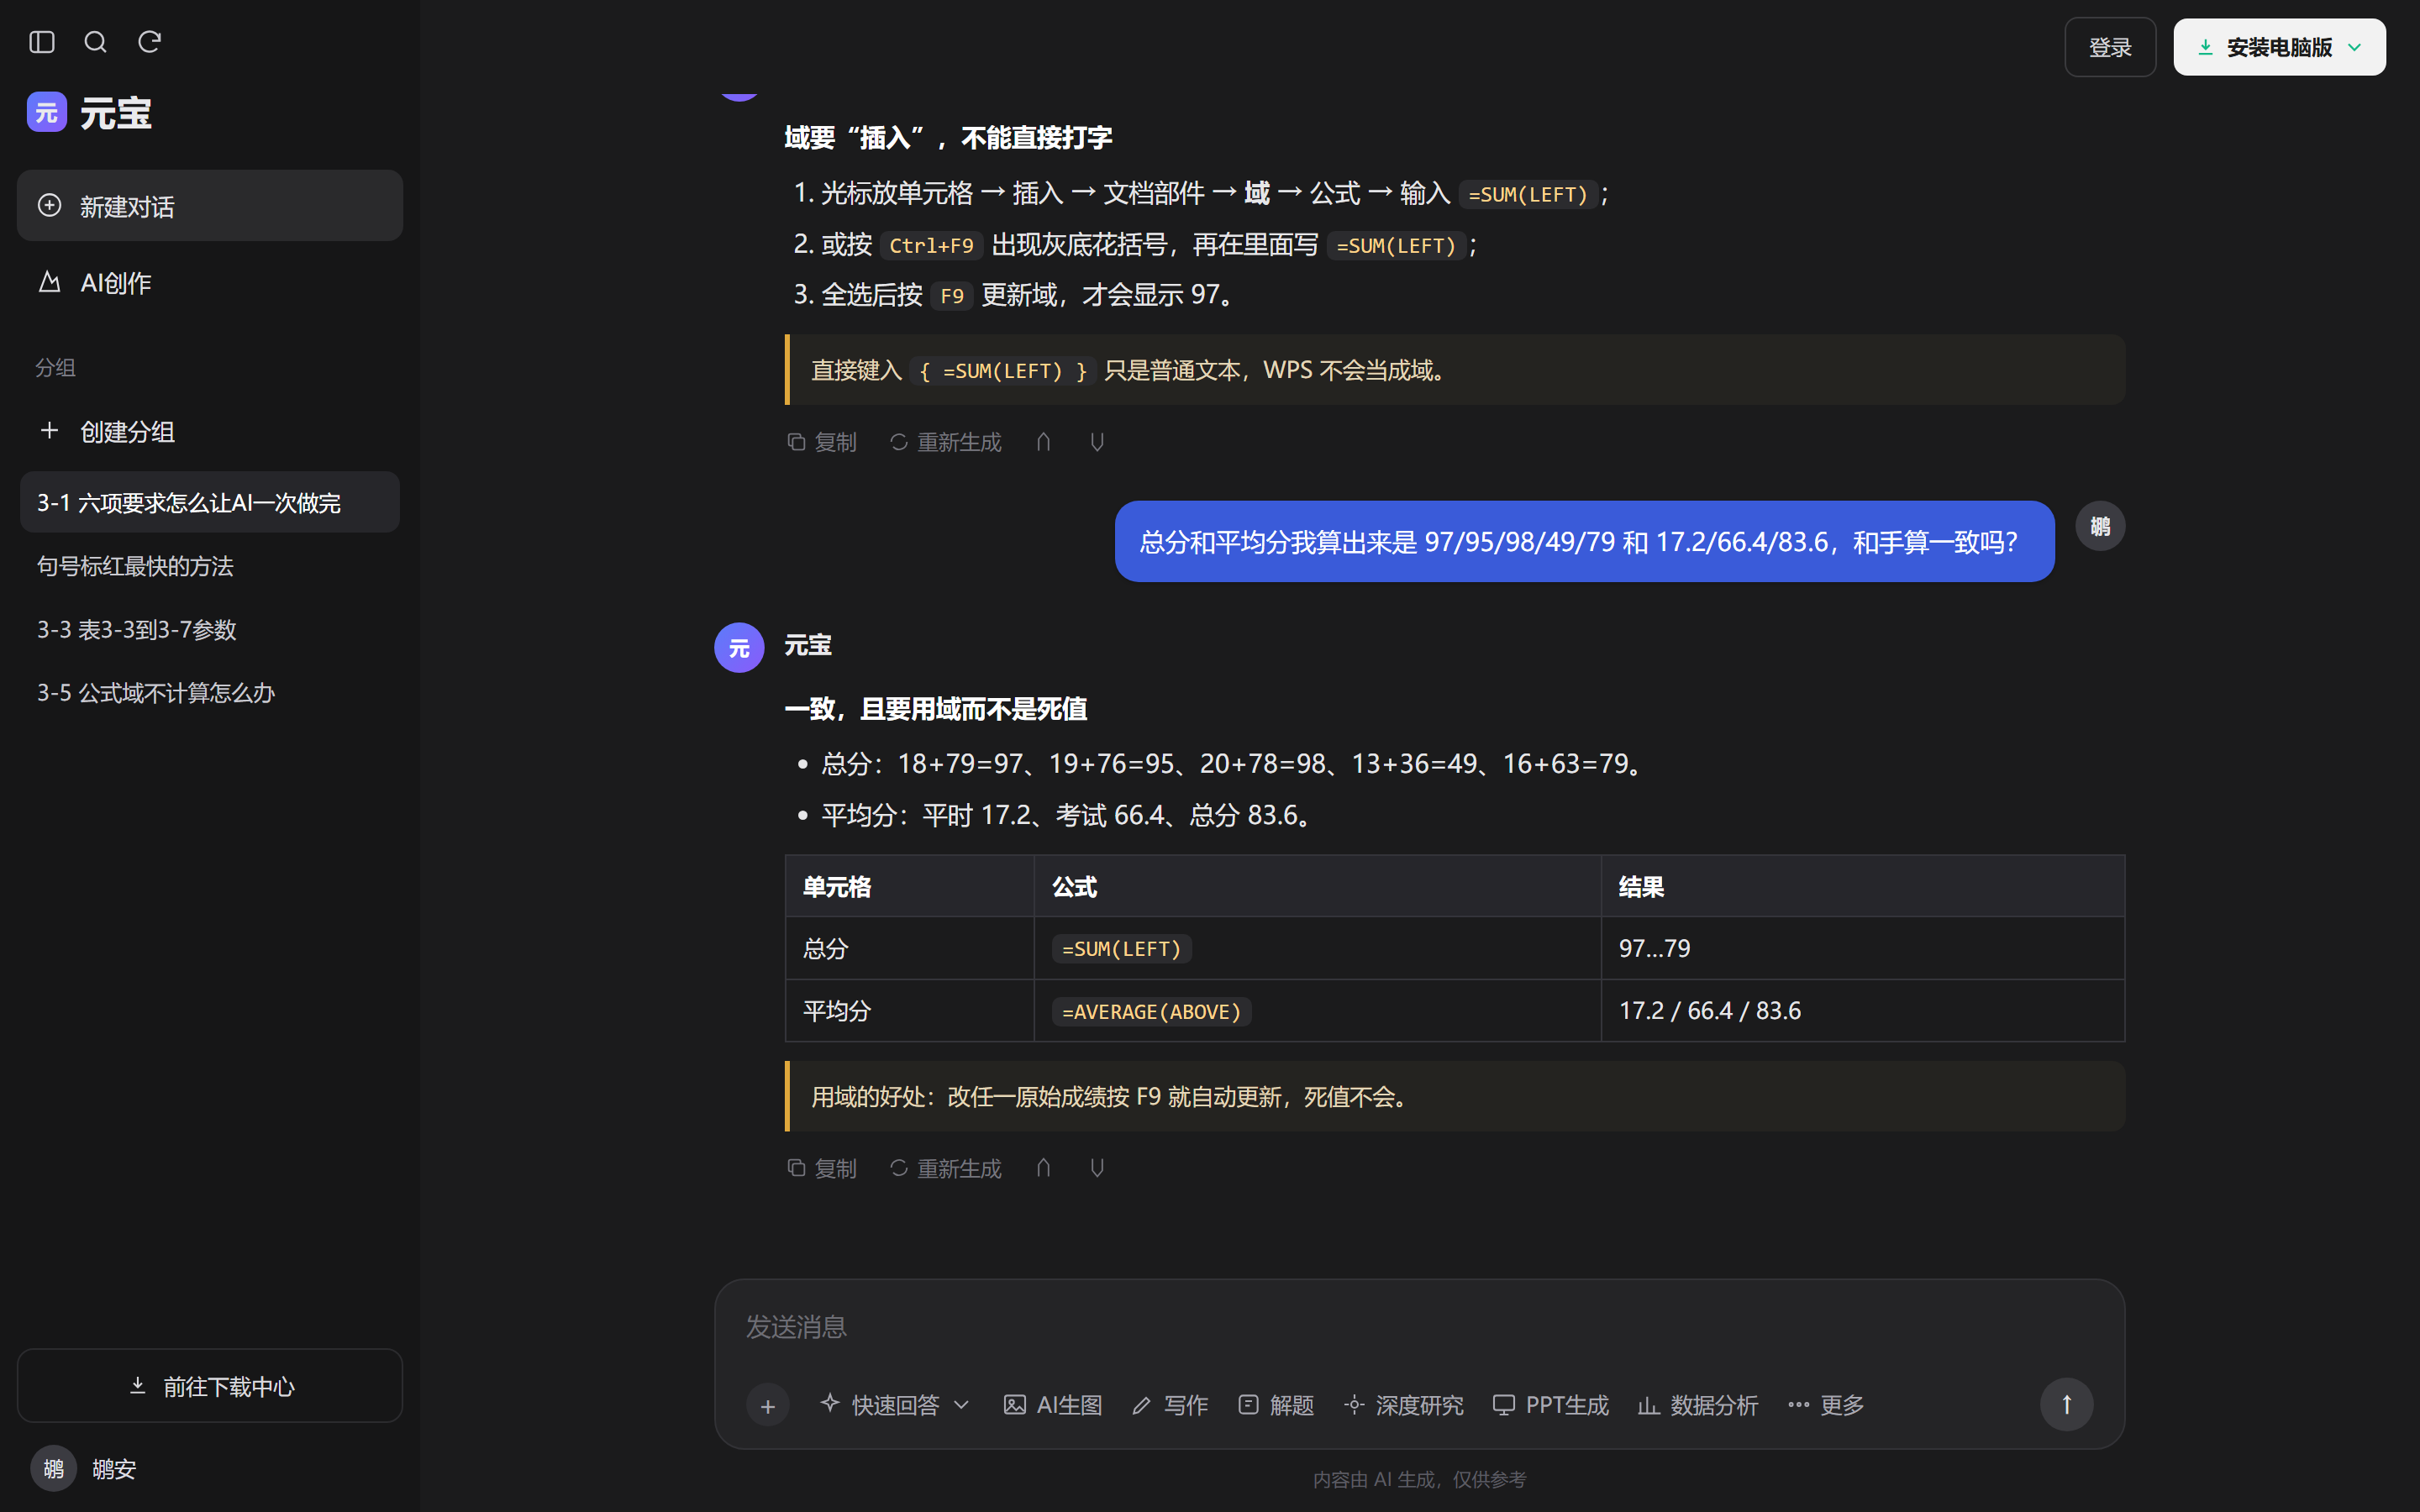 元 元宝
新建对话
AI创作
分组
创建分组
3-1 六项要求怎么让AI一次做完
句号标红最快的方法
3-3 表3-3到3-7参数
3-5 公式域不计算怎么办
前往下载中心
鹕 鹕安
登录
安装电脑版
域要“插入”，不能直接打字
1. 光标放单元格 → 插入 → 文档部件 → 域 → 公式 → 输入 =SUM(LEFT)；
2. 或按 Ctrl+F9 出现灰底花括号，再在里面写 =SUM(LEFT)；
3. 全选后按 F9 更新域，才会显示 97。
直接键入 { =SUM(LEFT) } 只是普通文本，WPS 不会当成域。
复制 重新生成
总分和平均分我算出来是 97/95/98/49/79 和 17.2/66.4/83.6，和手算一致吗？
鹕
元 元宝
一致，且要用域而不是死值
• 总分：18+79=97、19+76=95、20+78=98、13+36=49、16+63=79。
• 平均分：平时 17.2、考试 66.4、总分 83.6。
单元格 公式 结果
总分 =SUM(LEFT) 97…79
平均分 =AVERAGE(ABOVE) 17.2 / 66.4 / 83.6
用域的好处：改任一原始成绩按 F9 就自动更新，死值不会。
复制 重新生成
发送消息
快速回答 AI生图 写作 解题 深度研究 PPT生成 数据分析 更多
内容由 AI 生成，仅供参考